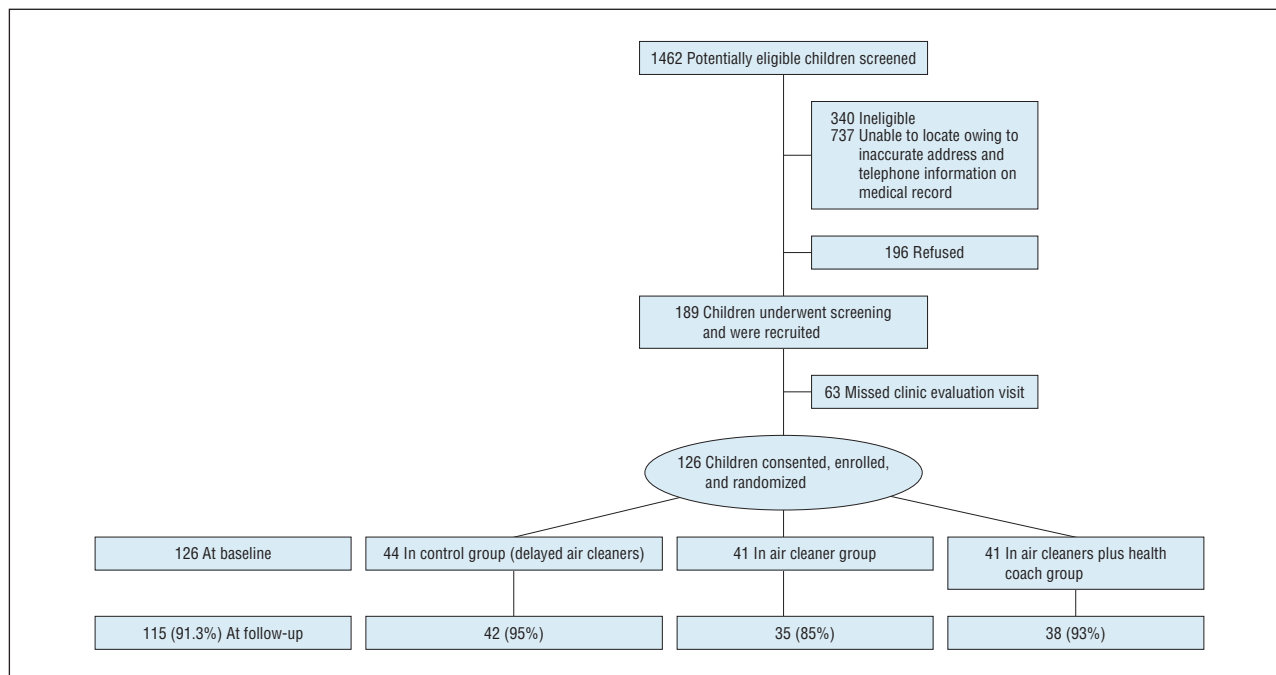 1462 Potentially eligible children screened
340 Ineligible
737 Unable to locate owing to
inaccurate address and
telephone information on
medical record
196 Refused
189 Children underwent screening
and were recruited
63 Missed clinic evaluation visit
126 Children consented, enrolled,
and randomized
126 At baseline
44 In control group (delayed air cleaners)
41 In air cleaner group
41 In air cleaners plus health
coach group
115 (91.3%) At follow-up
42 (95%)
35 (85%)
38 (93%)